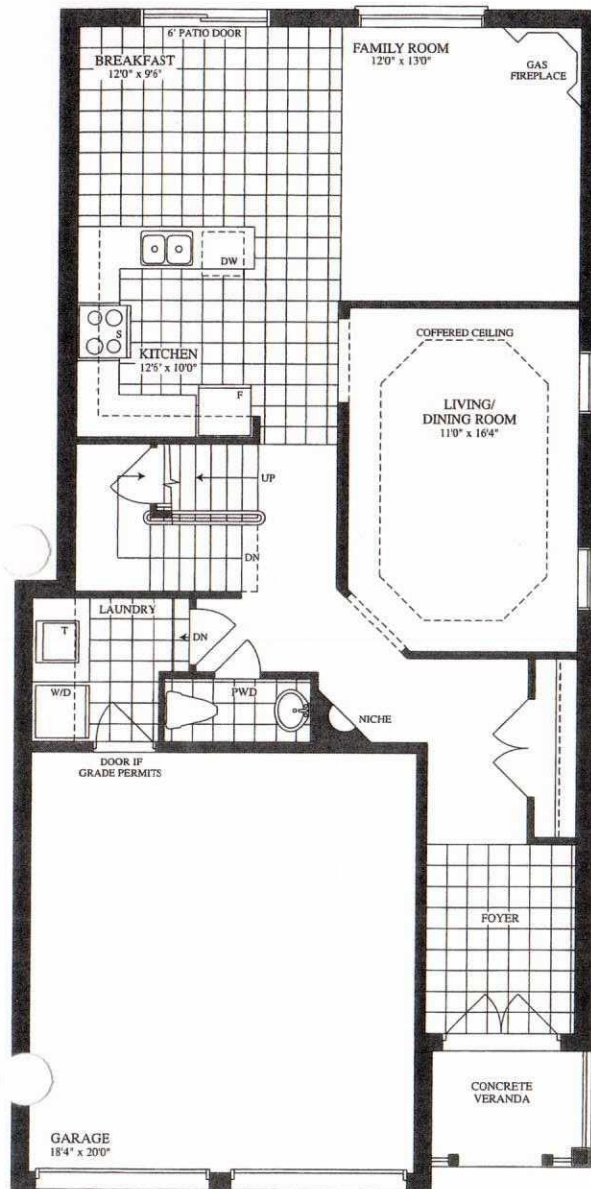 6' PATIO DOOR
BREAKFAST
12'0" x 9'6"
FAMILY ROOM
12'0" x 13'0"
GAS
FIREPLACE
DW
S
KITCHEN
12'6" x 10'0"
F
COFFERED CEILING
LIVING/
DINING ROOM
11'0" x 16'4"
UP
DN
LAUNDRY
T
DN
W/D
PWD
NICHE
DOOR IF
GRADE PERMITS
FOYER
CONCRETE
VERANDA
GARAGE
18'4" x 20'0"